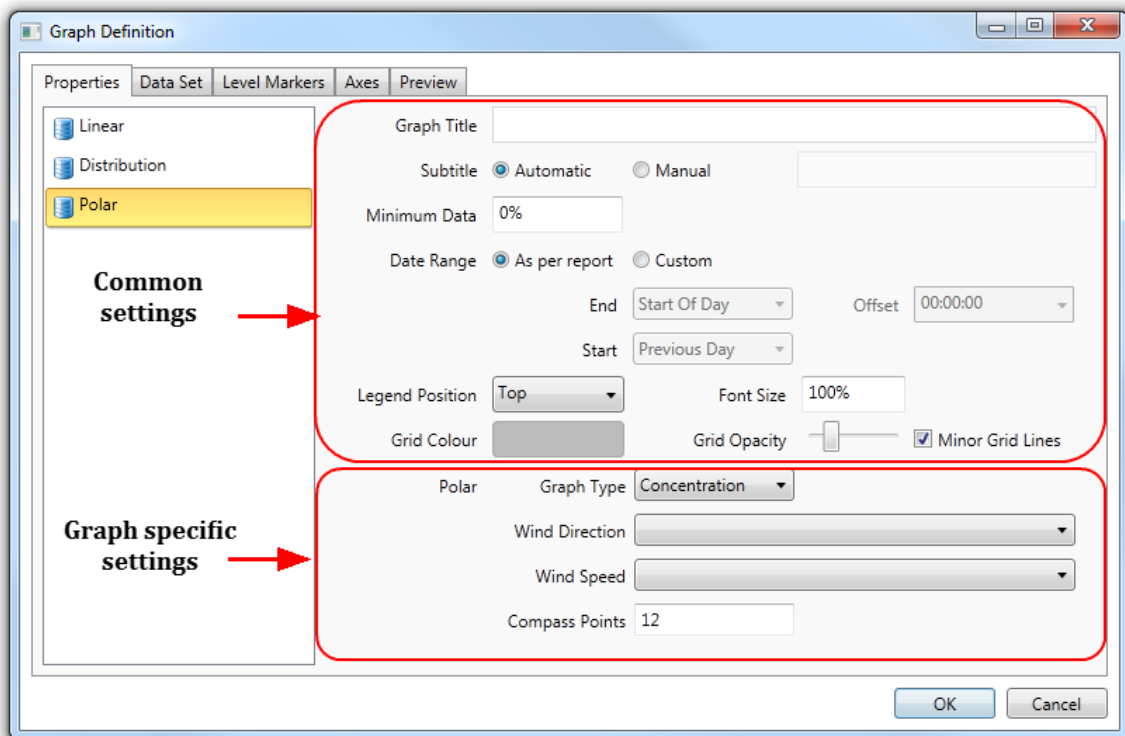 Graph Definition
Properties Data Set Level Markers Axes Preview
Linear
Distribution
Polar
Common
settings
Graph specific
settings
Graph Title
Subtitle Automatic Manual
Minimum Data 0%
Date Range As per report Custom
End Start Of Day Offset 00:00:00
Start Previous Day
Legend Position Top Font Size 100%
Grid Colour Grid Opacity Minor Grid Lines
Polar Graph Type Concentration
Wind Direction
Wind Speed
Compass Points 12
OK Cancel